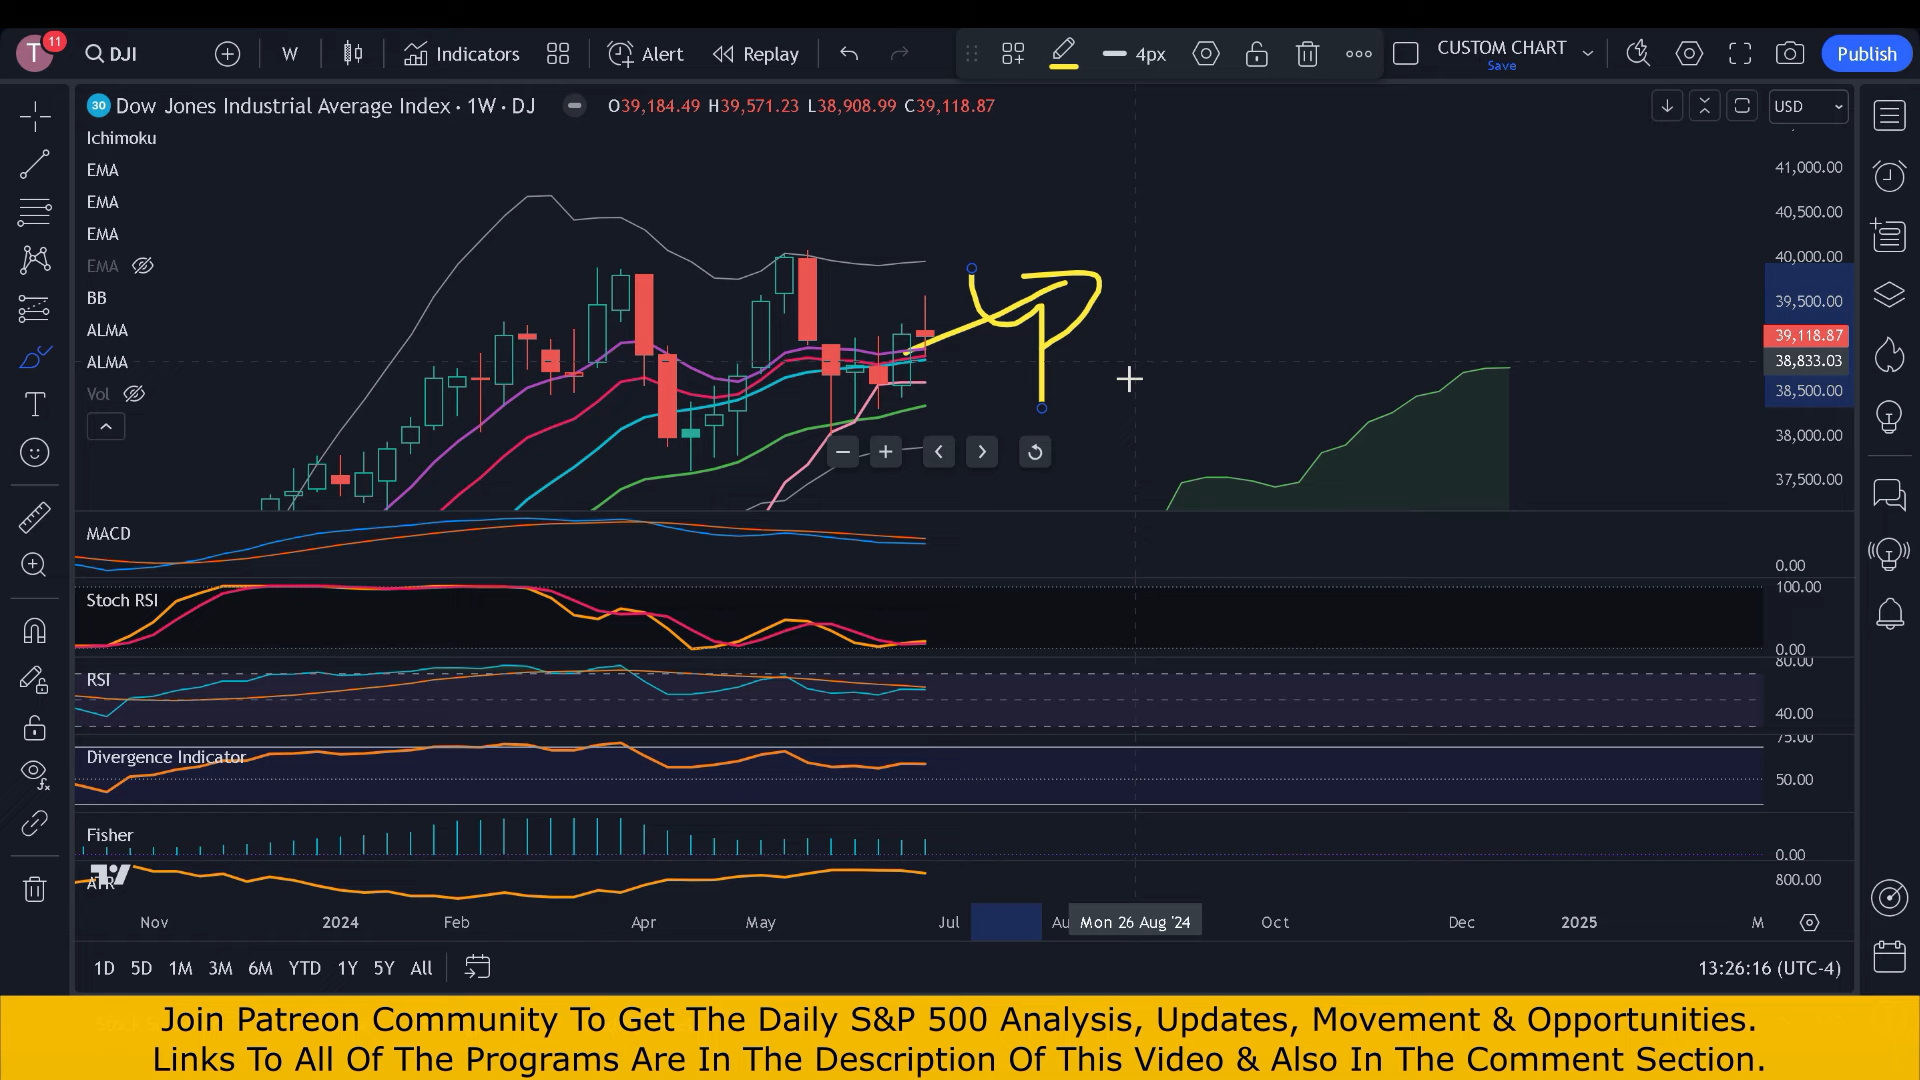 T 11 DJI W Indicators Alert Replay 4px CUSTOM CHART Save Publish
30 Dow Jones Industrial Average Index · 1W · DJ O39,184.49 H39,571.23 L38,908.99 C39,118.87 USD
Ichimoku
EMA
EMA
EMA
EMA
BB
ALMA
ALMA
Vol
41,000.00
40,500.00
40,000.00
39,500.00
39,118.87
38,833.03
38,500.00
38,000.00
37,500.00
MACD
0.00
100.00
Stoch RSI
0.00
80.00
RSI
40.00
75.00
Divergence Indicator
50.00
Fisher
0.00
ATR
800.00
Nov 2024 Feb Apr May Jul Au Mon 26 Aug '24 Oct Dec 2025 M
1D 5D 1M 3M 6M YTD 1Y 5Y All 13:26:16 (UTC-4)
Join Patreon Community To Get The Daily S&P 500 Analysis, Updates, Movement & Opportunities.
Links To All Of The Programs Are In The Description Of This Video & Also In The Comment Section.